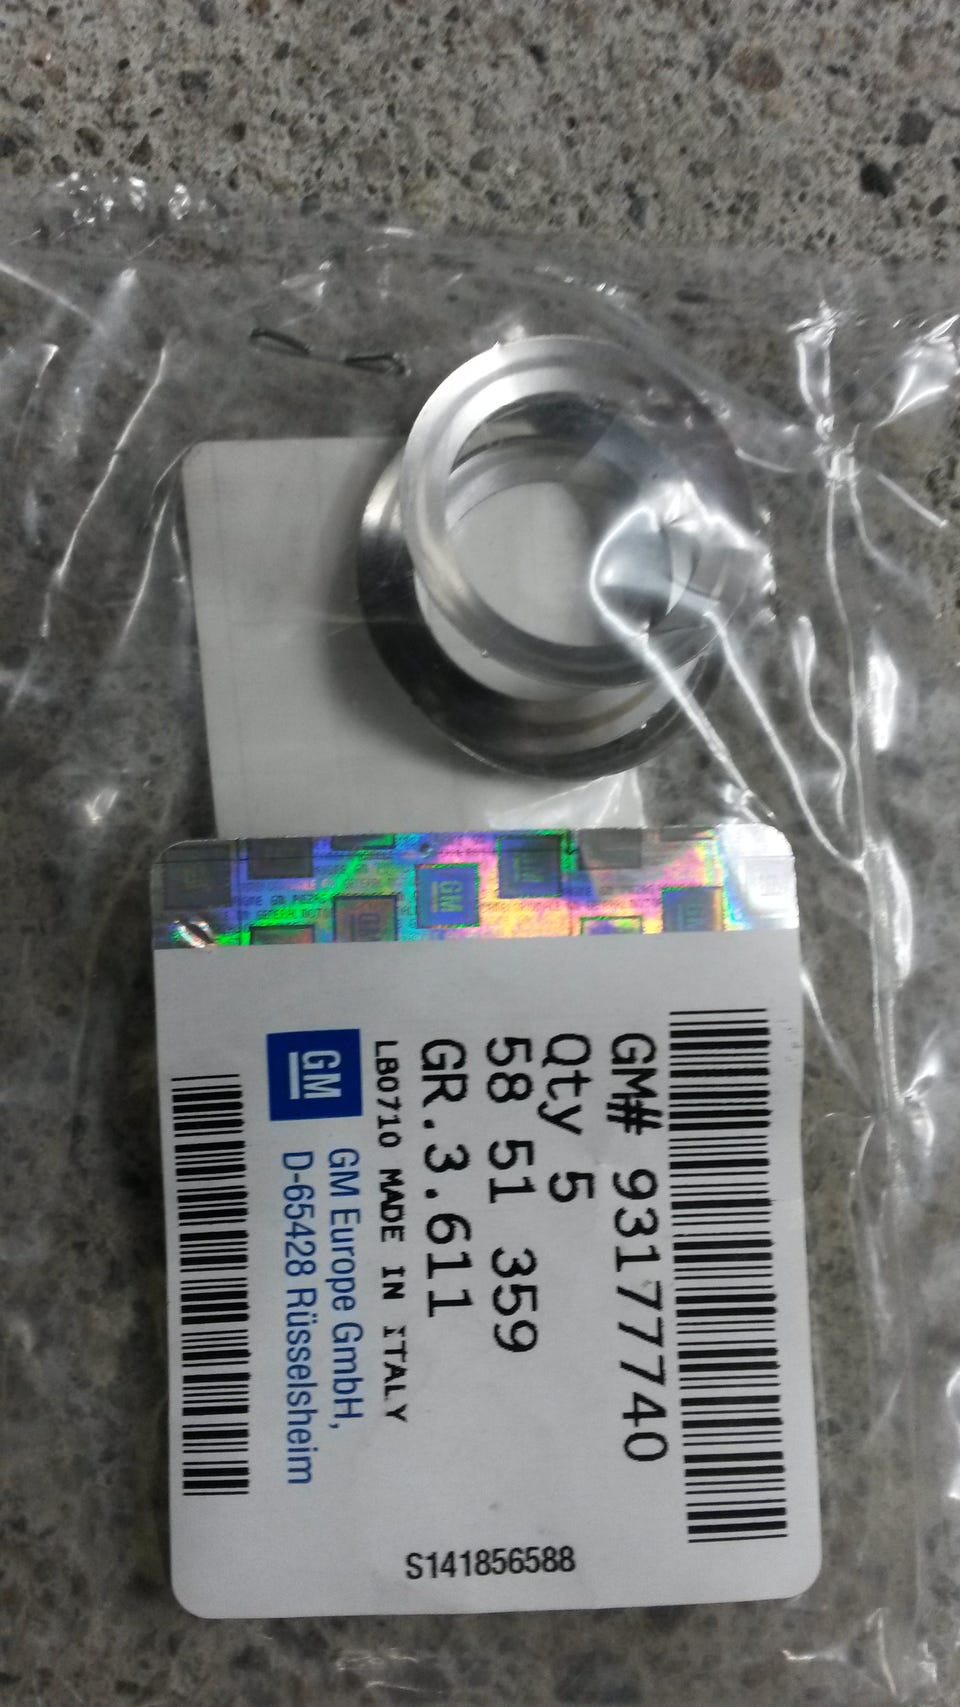 GM# 93177740
Qty 5
58 51 359
GR.3.611
LB0710 MADE IN ITALY
GM
GM Europe GmbH,
D-65428 Rüsselsheim
S141856588
GM